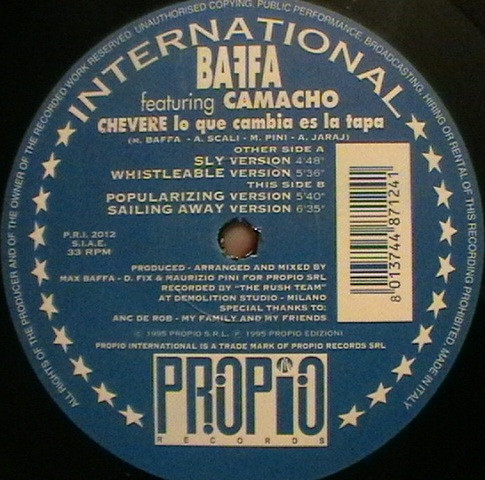 ALL RIGHTS OF THE PRODUCER AND OF THE OWNER OF THE RECORDED WORK RESERVED. UNAUTHORISED COPYING, PUBLIC PERFORMANCE, BROADCASTING, HIRING OR RENTAL OF THIS RECORDING PROHIBITED. MADE IN ITALY
INTERNATIONAL
BAFFA
featuring CAMACHO
CHEVERE lo que cambia es la tapa
(M. BAFFA - A. SCALI - M. PINI - A. JARAJ)
OTHER SIDE A
SLY VERSION 4'48"
WHISTLEABLE VERSION 5'36"
THIS SIDE B
POPULARIZING VERSION 5'40"
SAILING AWAY VERSION 6'35"
8 013744 871241
P.R.I. 2012
S.I.A.E.
33 RPM
PRODUCED - ARRANGED AND MIXED BY
MAX BAFFA - D. FIX & MAURIZIO PINI FOR PROPIO SRL
RECORDED BY "THE RUSH TEAM"
AT DEMOLITION STUDIO - MILANO
SPECIAL THANKS TO:
ANC DE ROB - MY FAMILY AND MY FRIENDS
© 1995 PROPIO S.R.L. ℗ 1995 PROPIO EDIZIONI
PROPIO INTERNATIONAL IS A TRADE MARK OF PROPIO RECORDS SRL
PROPIO
RECORDS